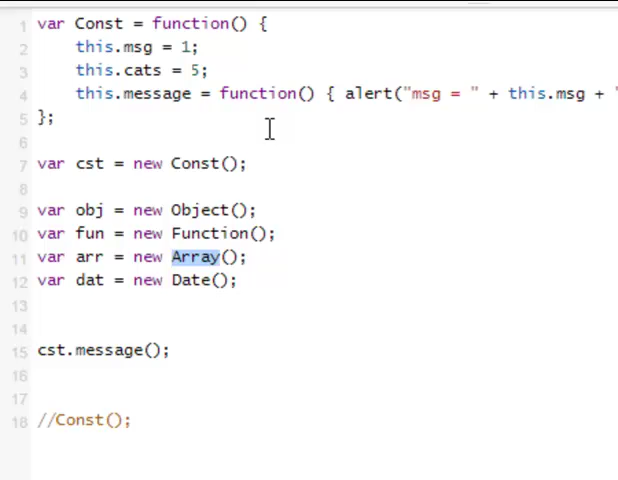 1 var Const = function() {
2 this.msg = 1;
3 this.cats = 5;
4 this.message = function() { alert("msg = " + this.msg + "
5 };
6
7 var cst = new Const();
8
9 var obj = new Object();
10 var fun = new Function();
11 var arr = new Array();
12 var dat = new Date();
13
14
15 cst.message();
16
17
18 //Const();